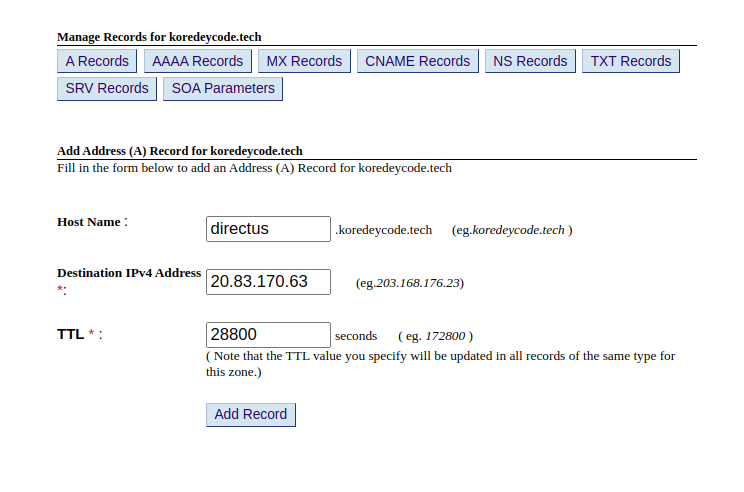 Manage Records for koredeycode.tech
A Records AAAA Records MX Records CNAME Records NS Records TXT Records
SRV Records SOA Parameters
Add Address (A) Record for koredeycode.tech
Fill in the form below to add an Address (A) Record for koredeycode.tech
Host Name : directus .koredeycode.tech (eg.koredeycode.tech )
Destination IPv4 Address
*: 20.83.170.63 (eg.203.168.176.23)
TTL * : 28800 seconds ( eg. 172800 )
( Note that the TTL value you specify will be updated in all records of the same type for
this zone.)
Add Record